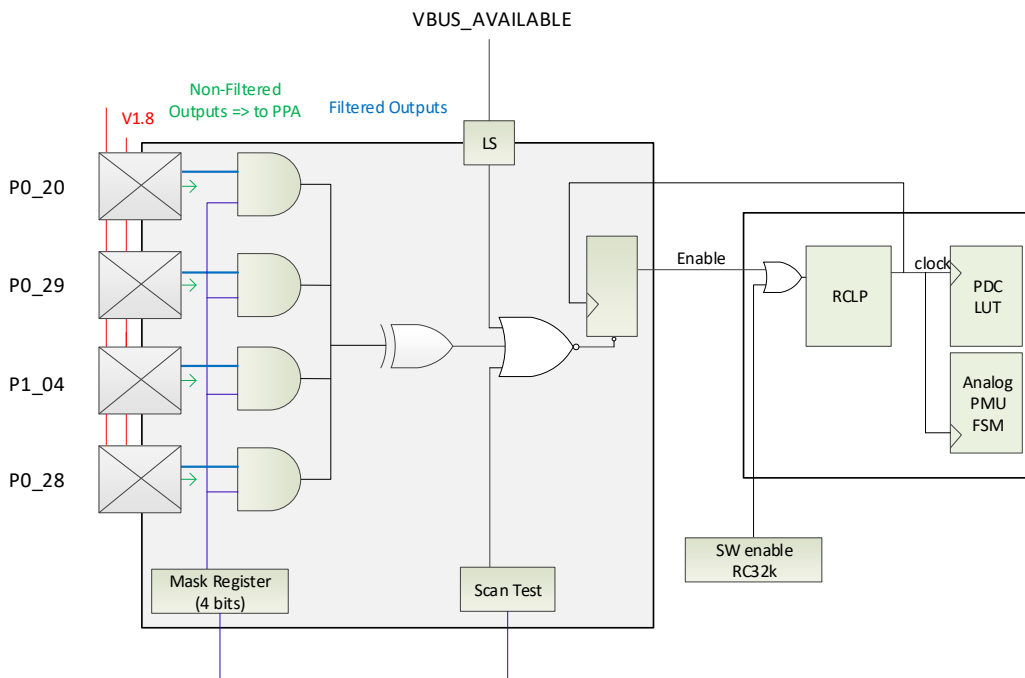 VBUS_AVAILABLE
Non-Filtered
Outputs => to PPA
Filtered Outputs
V1.8
LS
P0_20
P0_29
P1_04
P0_28
Enable
RCLP
clock
PDC
LUT
Analog
PMU
FSM
SW enable
RC32k
Mask Register
(4 bits)
Scan Test